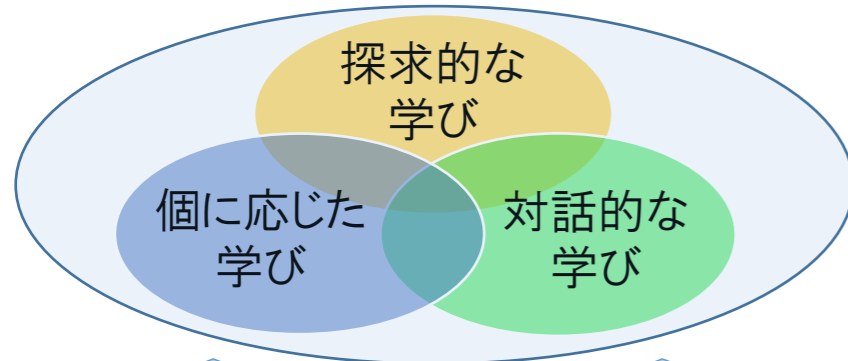 探求的な
学び
個に応じた
学び
対話的な
学び